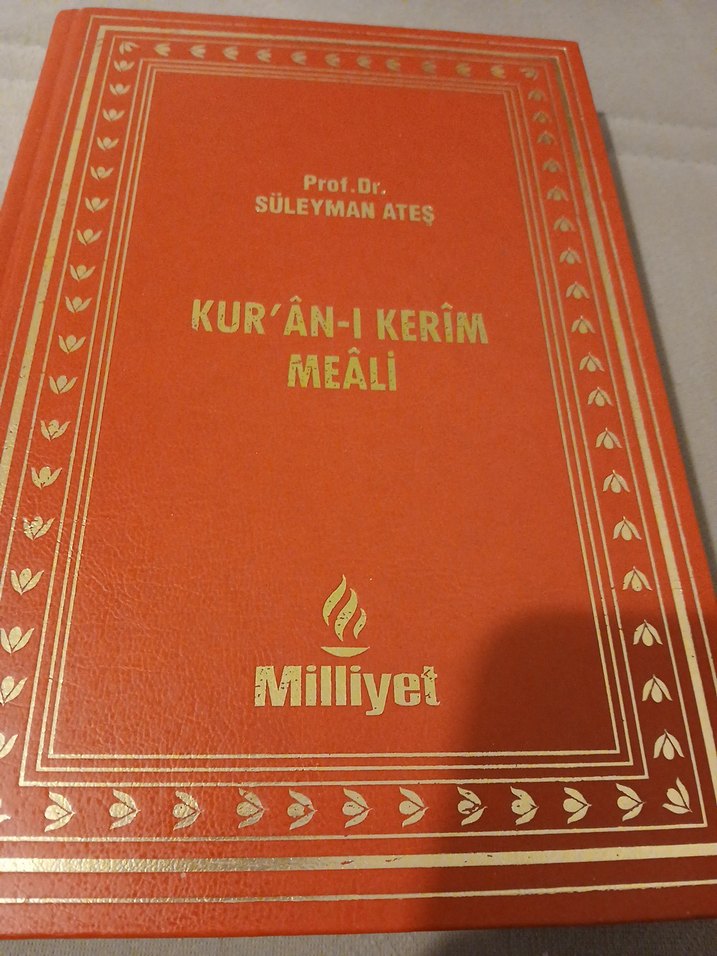 Prof.Dr.
SÜLEYMAN ATEŞ
KUR'ÂN-I KERÎM
MEÂLİ
Milliyet